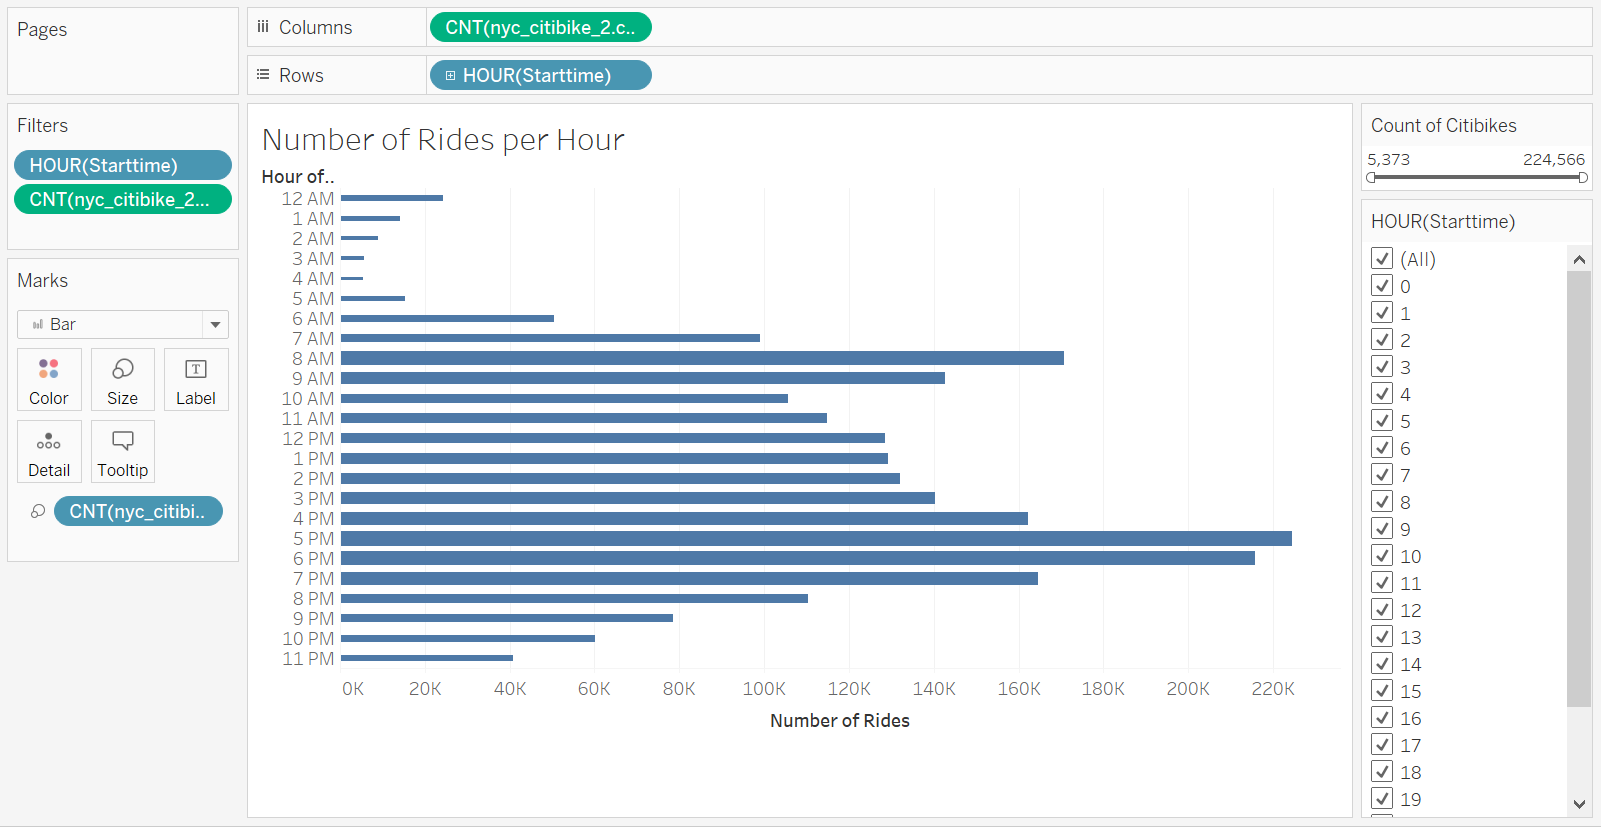 Pages
Columns
CNT(nyc_citibike_2.c..
Rows
HOUR(Starttime)
Filters
HOUR(Starttime)
CNT(nyc_citibike_2...
Marks
Bar
Color
Size
T
Label
Detail
Tooltip
CNT(nyc_citibi..
Number of Rides per Hour
Hour of..
12 AM
1 AM
2 AM
3 AM
4 AM
5 AM
6 AM
7 AM
8 AM
9 AM
10 AM
11 AM
12 PM
1 PM
2 PM
3 PM
4 PM
5 PM
6 PM
7 PM
8 PM
9 PM
10 PM
11 PM
0K 20K 40K 60K 80K 100K 120K 140K 160K 180K 200K 220K
Number of Rides
Count of Citibikes
5,373 224,566
HOUR(Starttime)
(All)
0
1
2
3
4
5
6
7
8
9
10
11
12
13
14
15
16
17
18
19